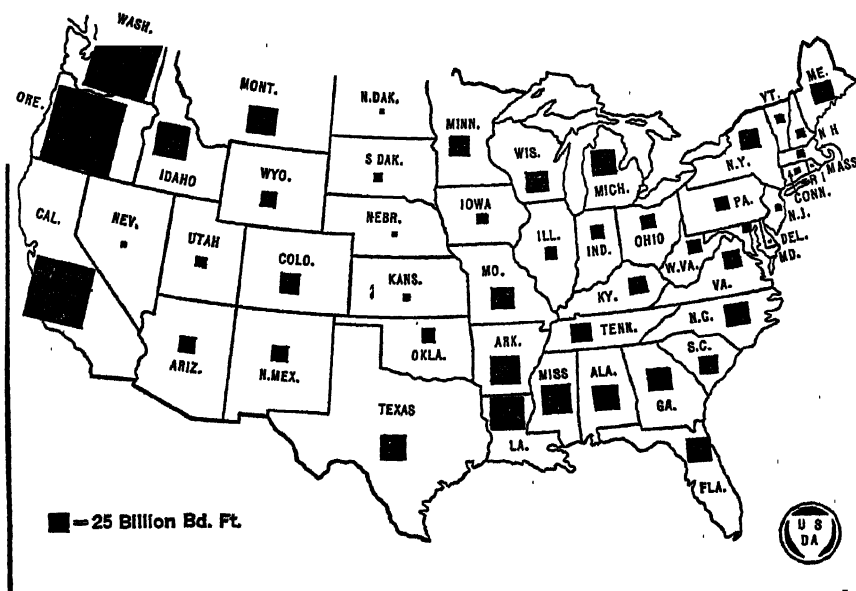 WASH.
ORE.
MONT.
IDAHO
WYO.
N.DAK.
S DAK.
NEBR.
MINN.
IOWA
WIS.
MICH.
N.Y.
VT.
ME.
N H
MASS
R I
CONN.
N.J.
DEL.
MD.
PA.
CAL.
NEV.
UTAH
COLO.
KANS.
MO.
ILL.
IND.
OHIO
W.VA.
VA.
KY.
N.C.
TENN.
S.C.
ARIZ.
N.MEX.
OKLA.
ARK.
MISS
ALA.
GA.
TEXAS
LA.
FLA.
= 25 Billion Bd. Ft.
U S
DA